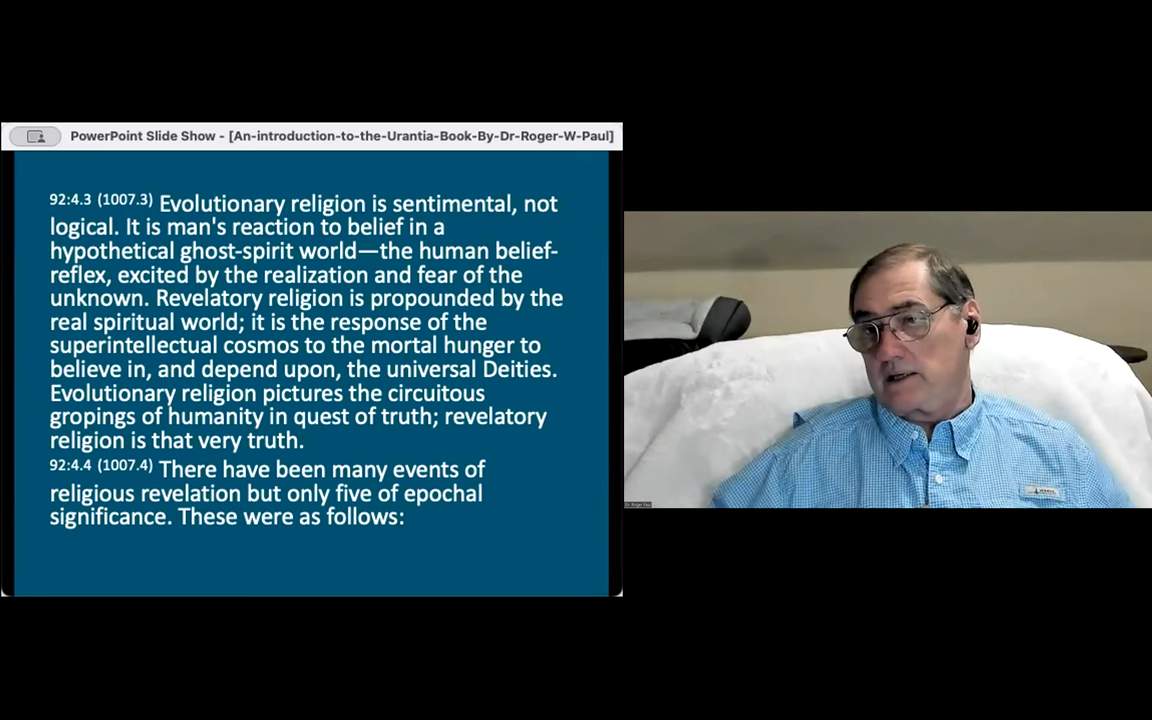 PowerPoint Slide Show - [An-introduction-to-the-Urantia-Book-By-Dr-Roger-W-Paul]
92:4.3 (1007.3) Evolutionary religion is sentimental, not
logical. It is man's reaction to belief in a
hypothetical ghost-spirit world—the human belief-
reflex, excited by the realization and fear of the
unknown. Revelatory religion is propounded by the
real spiritual world; it is the response of the
superintellectual cosmos to the mortal hunger to
believe in, and depend upon, the universal Deities.
Evolutionary religion pictures the circuitous
gropings of humanity in quest of truth; revelatory
religion is that very truth.
92:4.4 (1007.4) There have been many events of
religious revelation but only five of epochal
significance. These were as follows: